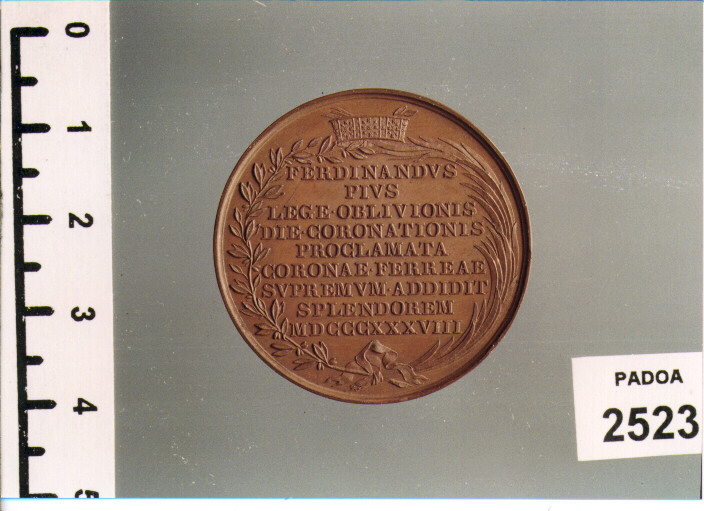 FERDINANDVS
PIVS
LEGE·OBLIVIONIS
DIE·CORONATIONIS
PROCLAMATA
CORONAE·FERREAE
SVPREMVM·ADDIDIT
SPLENDOREM
MDCCCXXXVIII
0
1
2
3
4
5
PADOA
2523